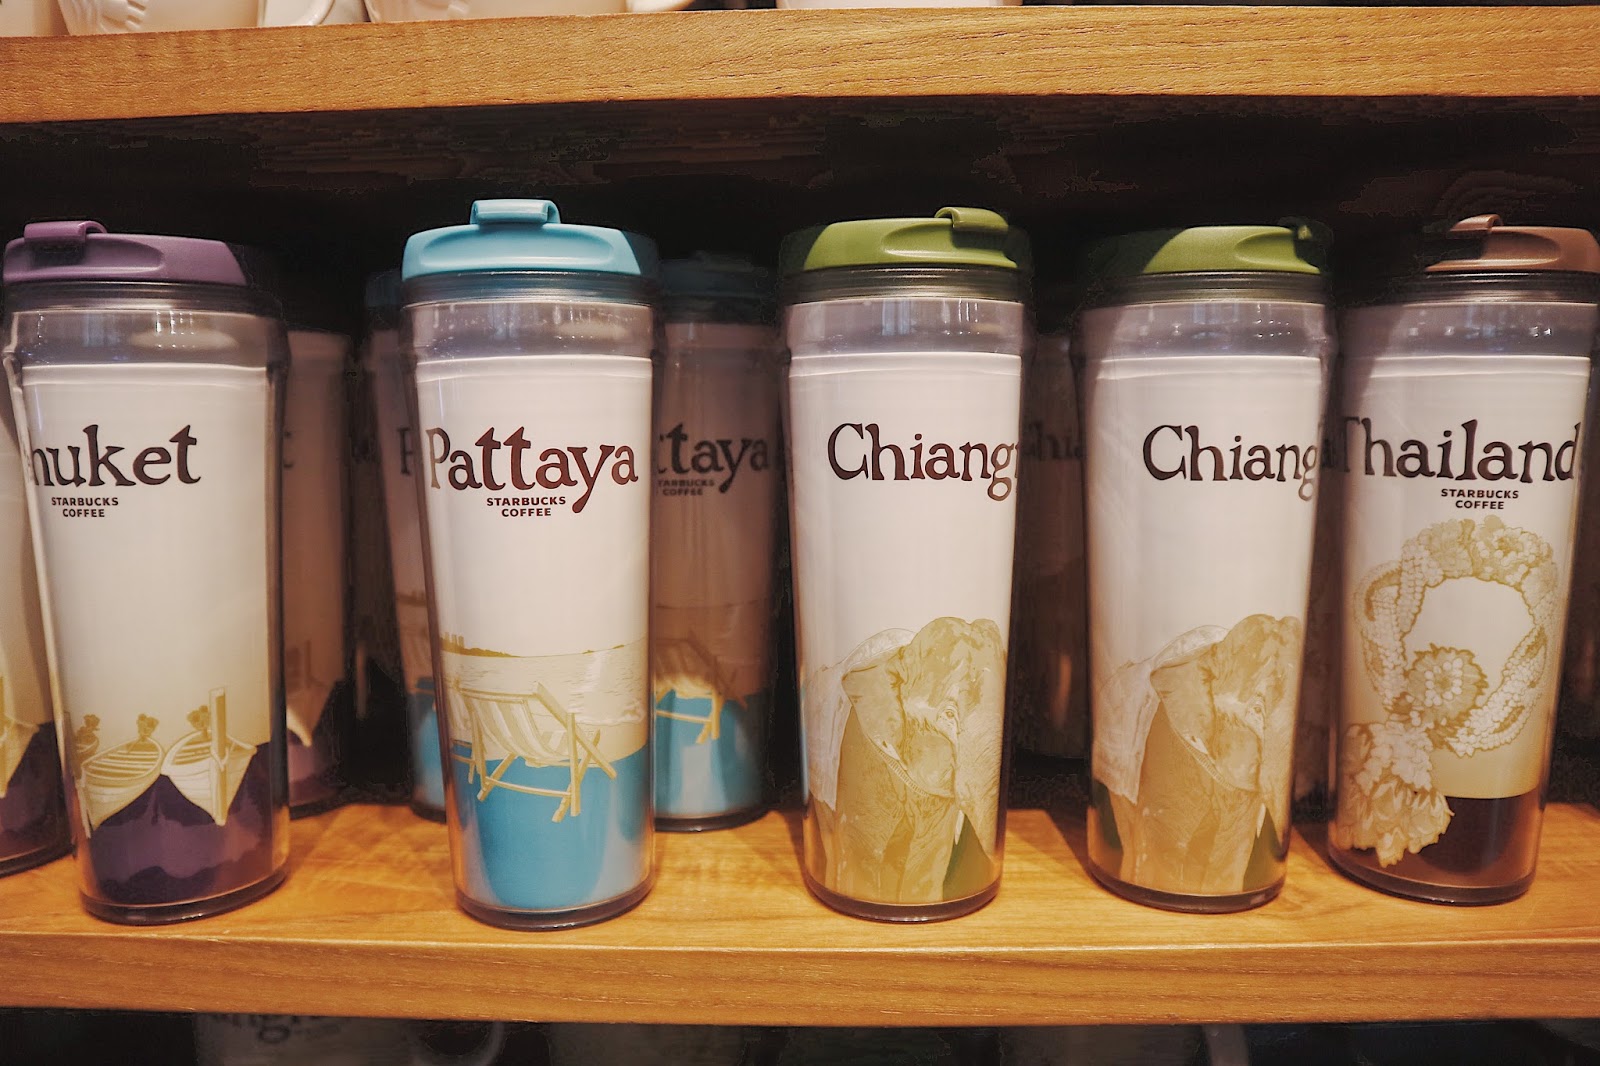 huket
STARBUCKS
COFFEE
Pattaya
STARBUCKS
COFFEE
ttaya
STARBUCKS
COFFEE
Chiang
Chiang
Thailand
STARBUCKS
COFFEE